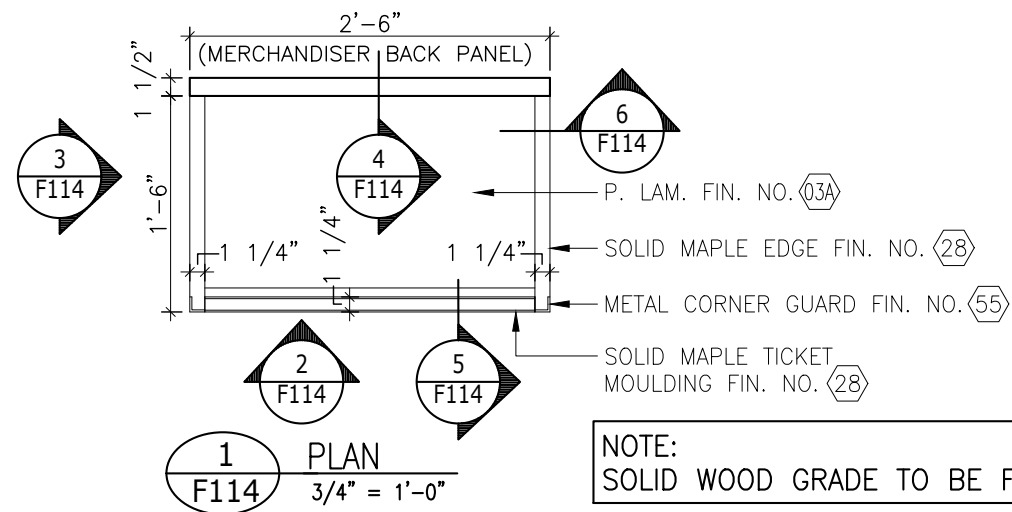 2'-6"
(MERCHANDISER BACK PANEL)
1 1/2"
1'-6"
3
F114
4
F114
6
F114
P. LAM. FIN. NO. 03A
1 1/4"
1 1/4"
1 1/4"
SOLID MAPLE EDGE FIN. NO. 28
METAL CORNER GUARD FIN. NO. 55
SOLID MAPLE TICKET
MOULDING FIN. NO. 28
2
F114
5
F114
1
F114
PLAN
3/4" = 1'-0"
NOTE:
SOLID WOOD GRADE TO BE F